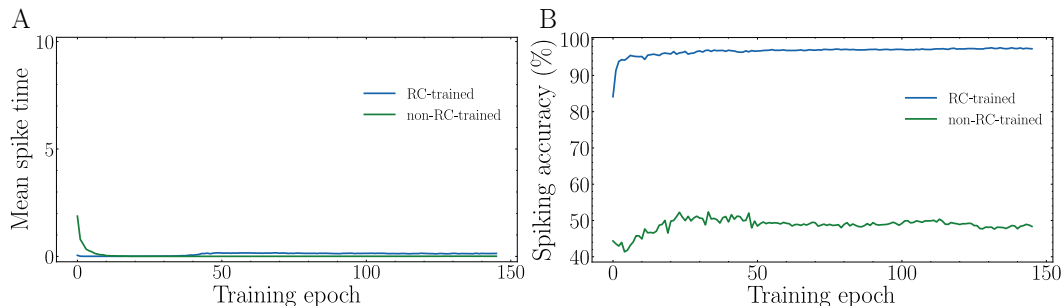 A
Mean spike time
10
5
0
RC-trained
non-RC-trained
0
50
100
150
Training epoch
B
Spiking accuracy (%)
100
90
80
70
60
50
40
RC-trained
non-RC-trained
0
50
100
150
Training epoch